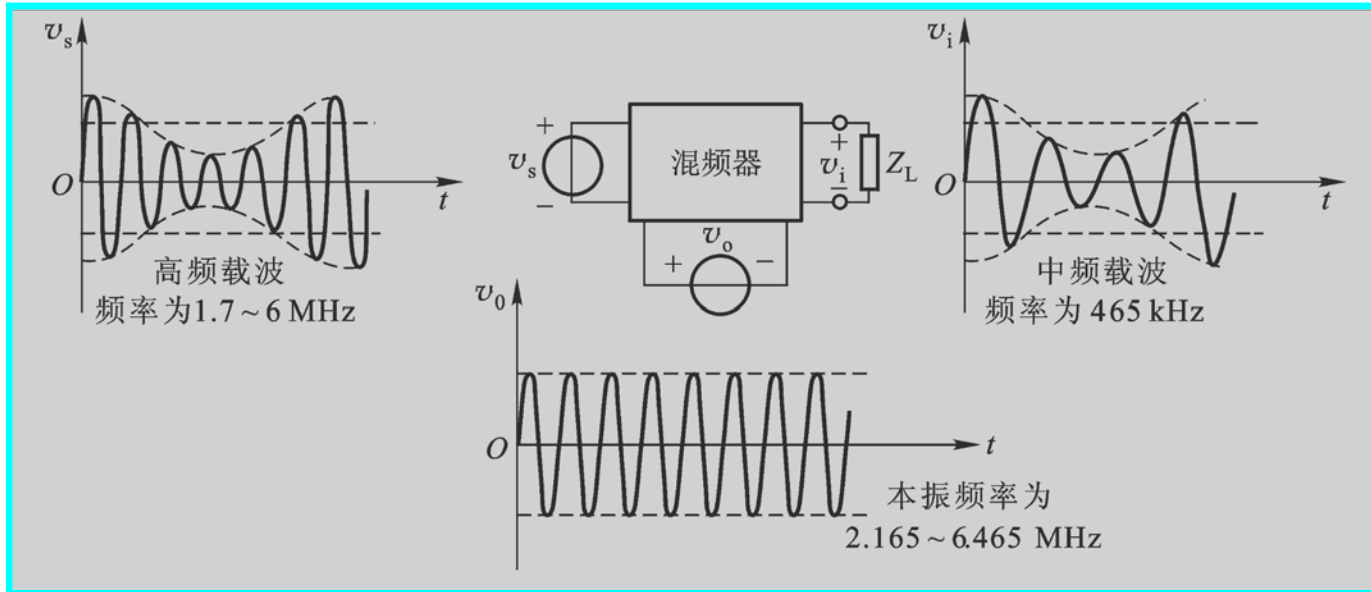 v_s
O
t
高频载波
频率为1.7~6 MHz
+
v_s
−
混频器
+
v_i
−
Z_L
v_o
+
−
v_i
O
t
中频载波
频率为 465 kHz
v_0
O
t
本振频率为
2.165~6.465 MHz